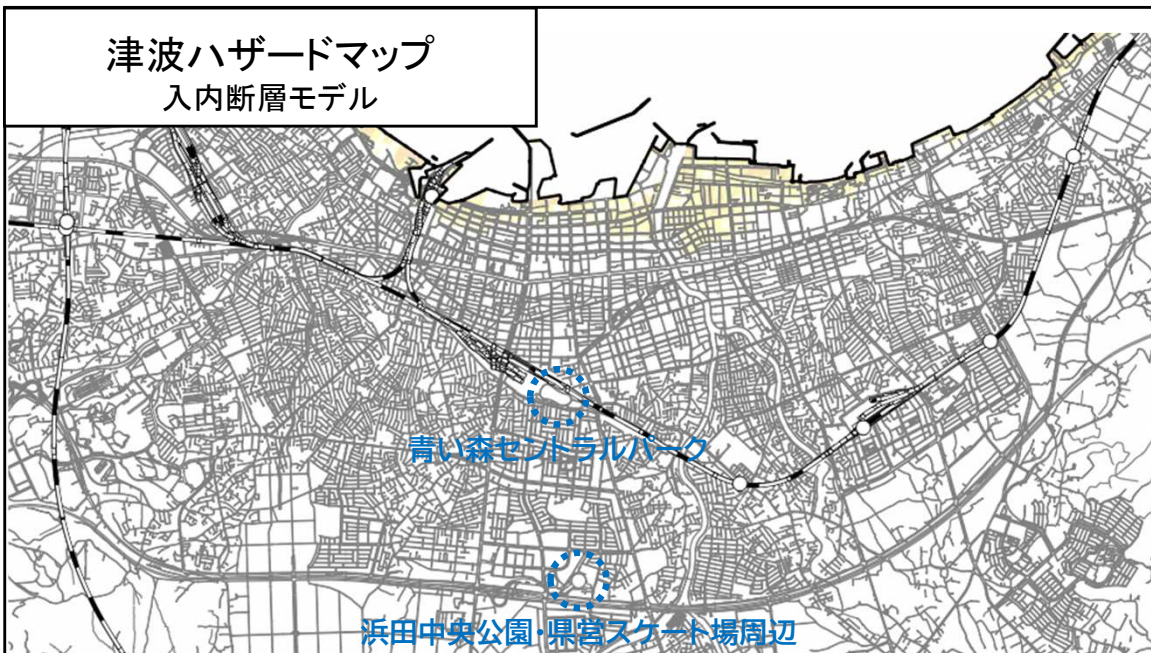 津波ハザードマップ
入内断層モデル
青い森セントラルパーク
浜田中央公園・県営スケート場周辺